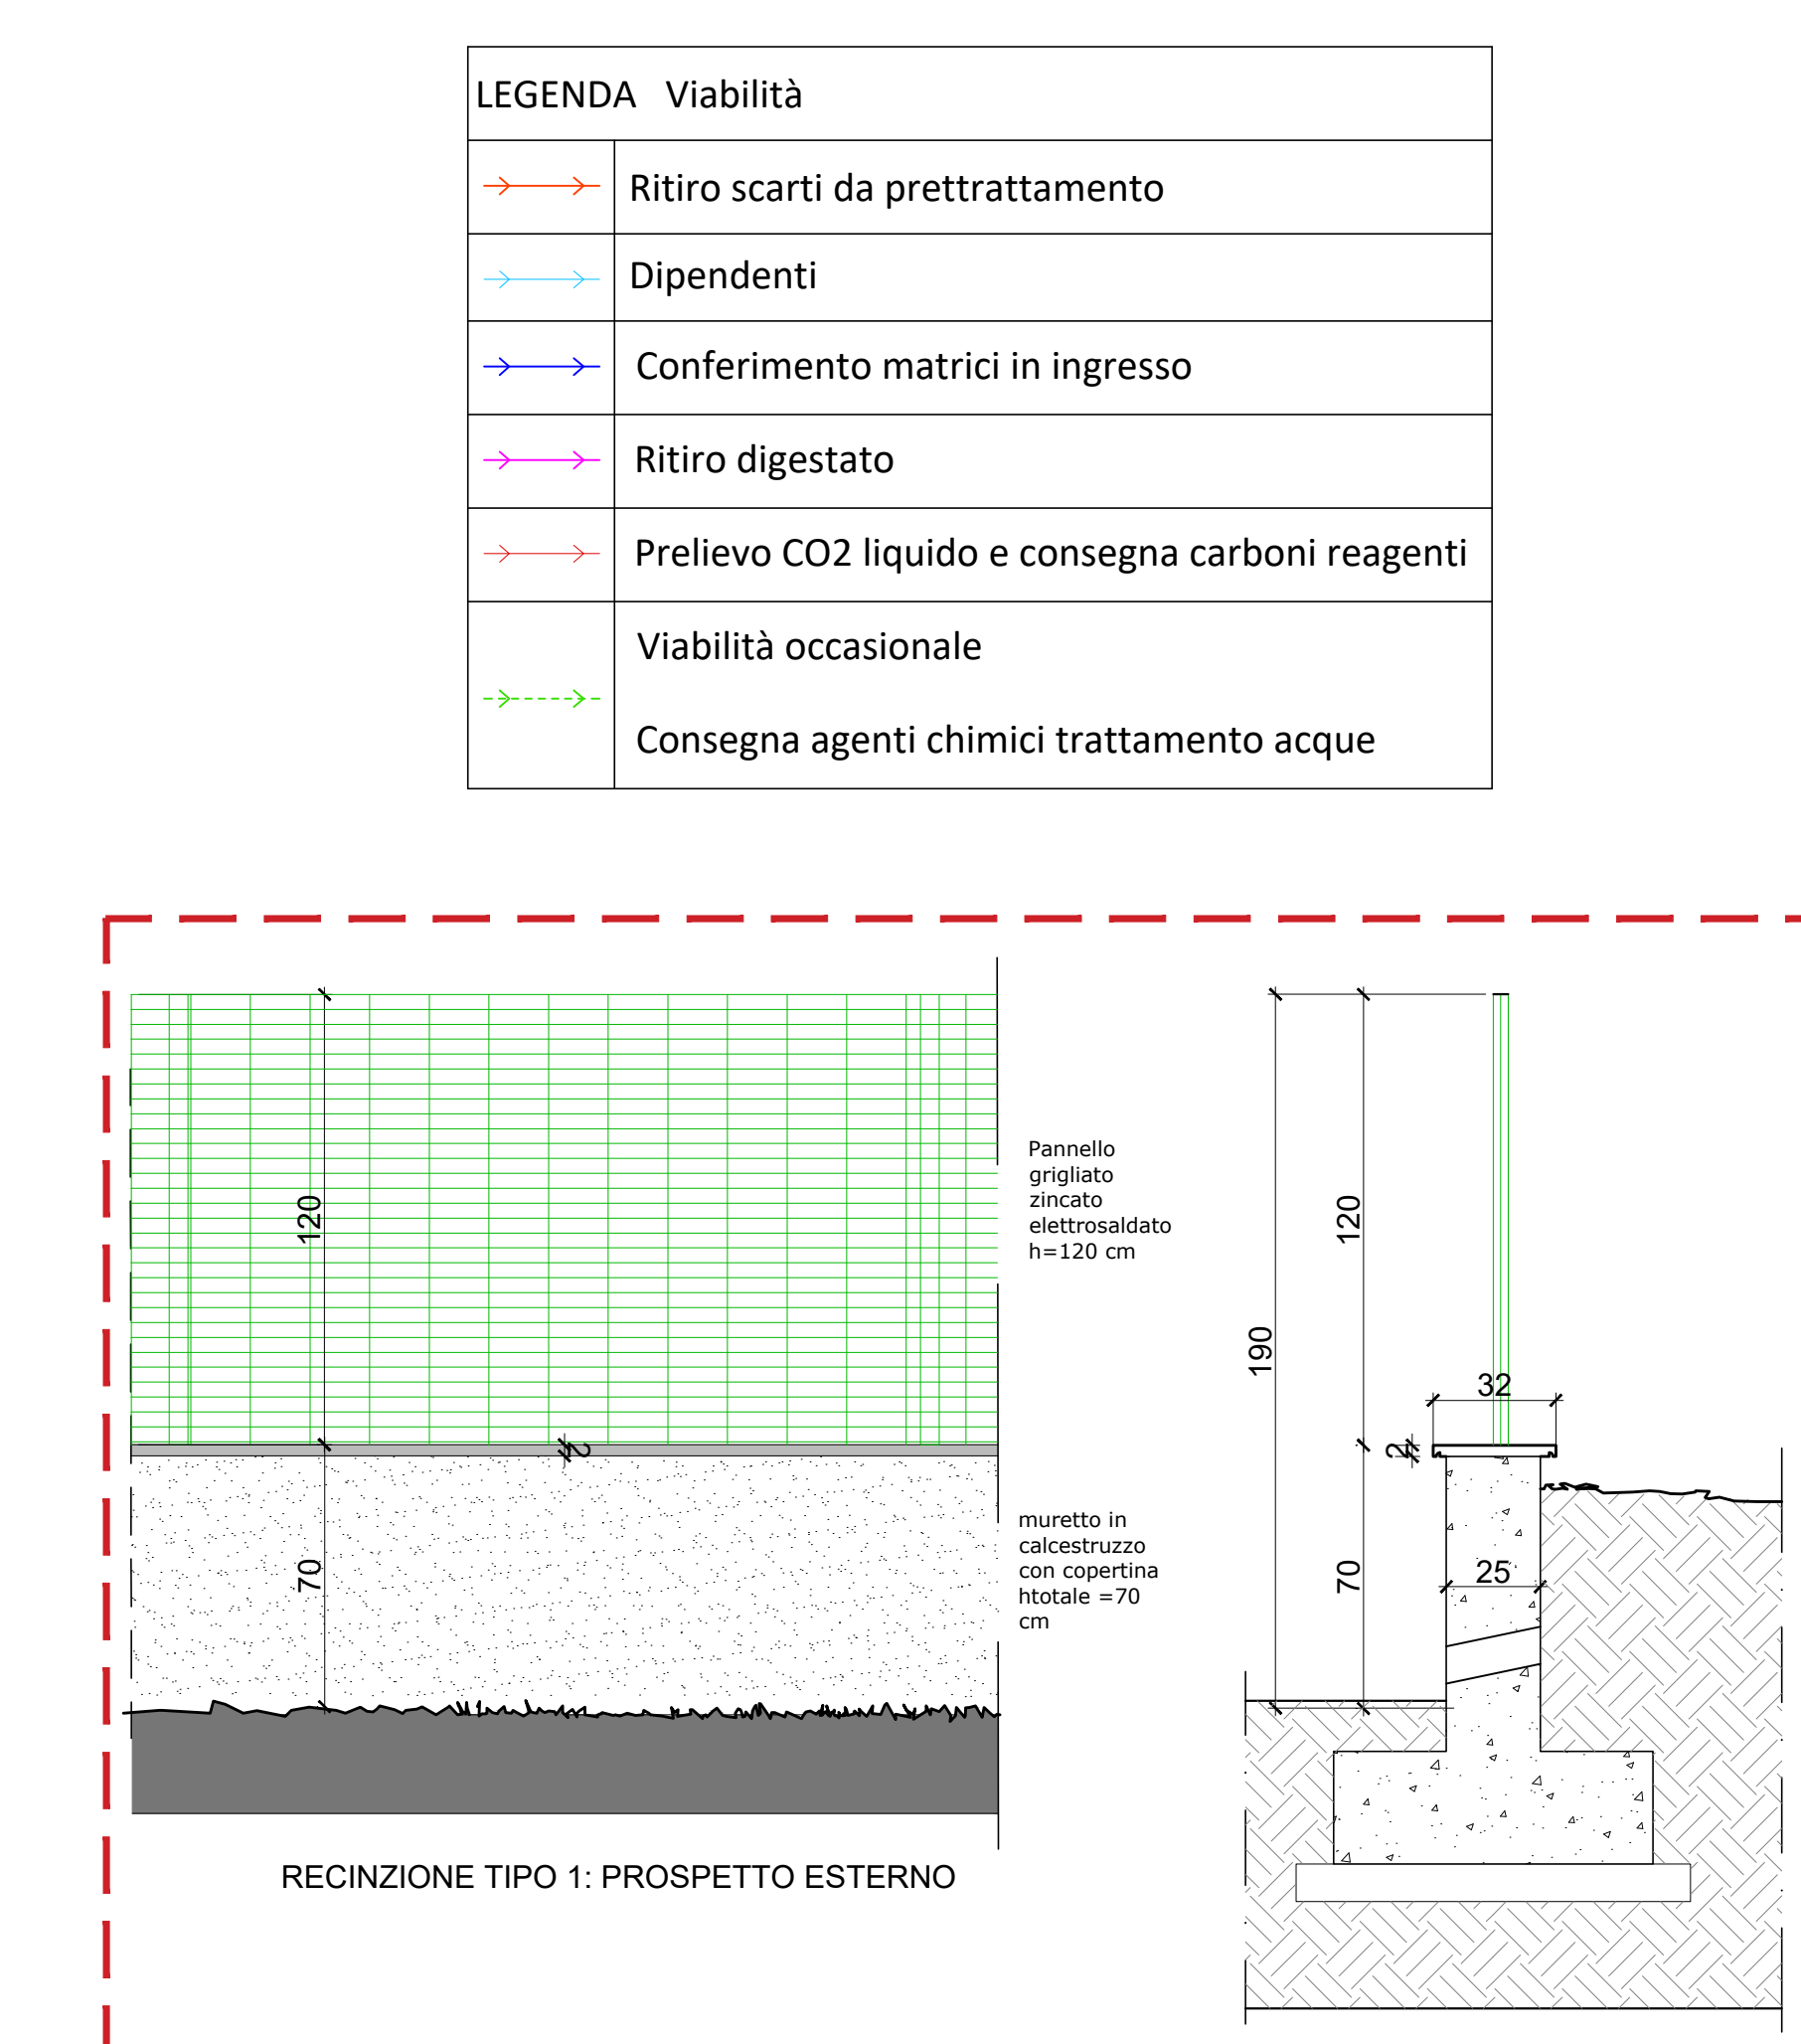 LEGENDA Viabilità
Ritiro scarti da prettrattamento
Dipendenti
Conferimento matrici in ingresso
Ritiro digestato
Prelievo CO2 liquido e consegna carboni reagenti
Viabilità occasionale
Consegna agenti chimici trattamento acque
120
2
70
Pannello
grigliato
zincato
elettrosaldato
h=120 cm
muretto in
calcestruzzo
con copertina
htotale =70
cm
RECINZIONE TIPO 1: PROSPETTO ESTERNO
190
120
32
2
70
25